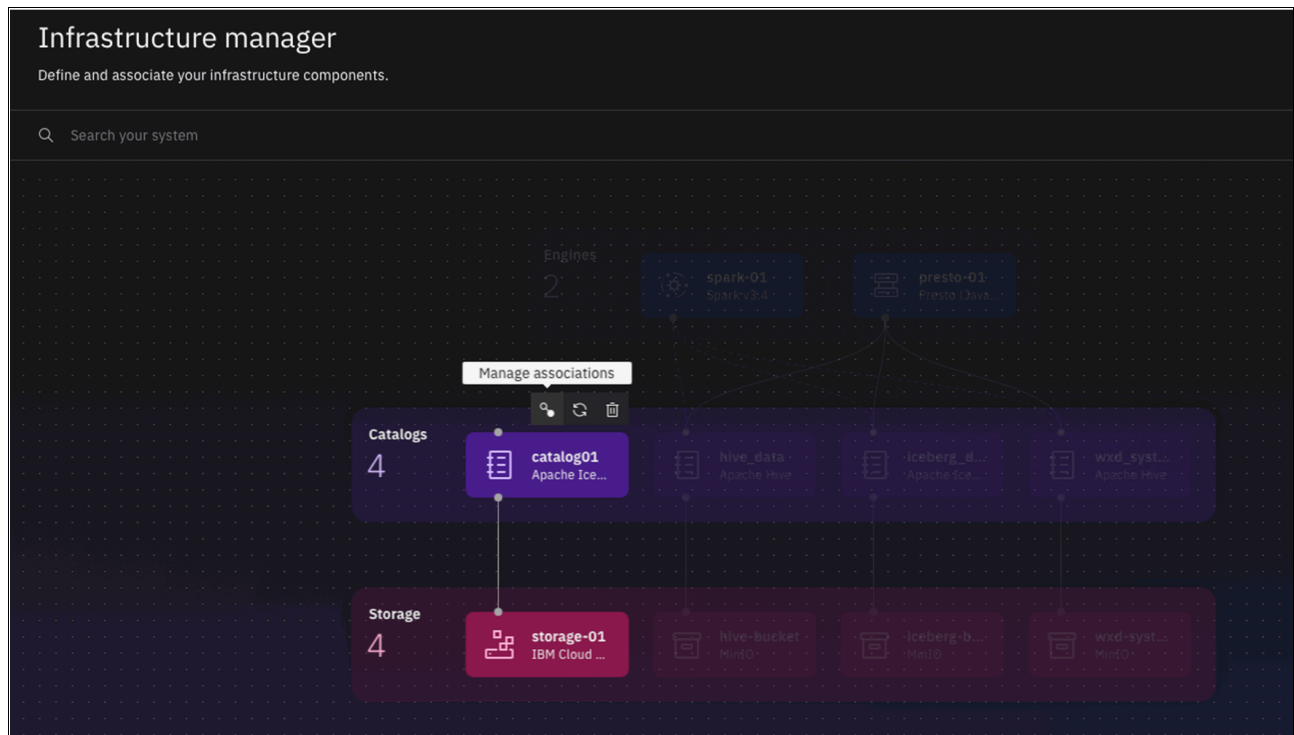 Infrastructure manager
Define and associate your infrastructure components.
Search your system
Engines
2
spark-01
Spark v3.4
presto-01
Presto (Java...
Manage associations
Catalogs
4
catalog01
Apache Ice...
hive_data
Apache Hive
iceberg_d...
Apache Ice...
wxd_syst...
Apache Hive
Storage
4
storage-01
IBM Cloud ...
hive-bucket
MinIO
iceberg-b...
MinIO
wxd-syst...
MinIO